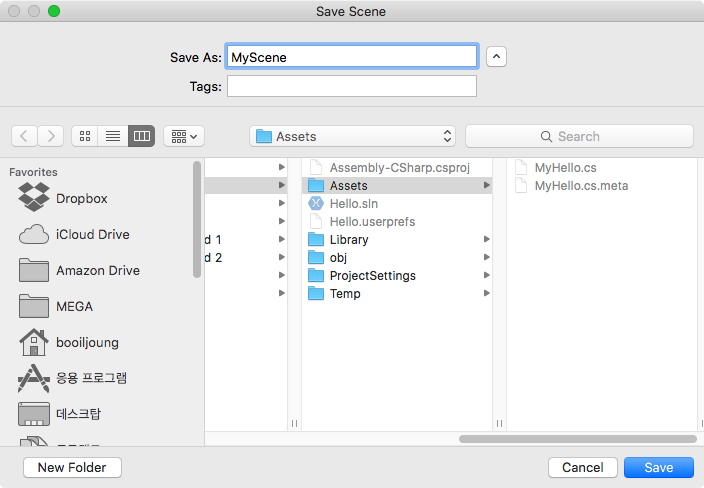 Save Scene
Save As: MyScene
Tags:
Assets
Search
Favorites
Dropbox
iCloud Drive
Amazon Drive
MEGA
booiljoung
응용 프로그램
데스크탑
d 1
d 2
Assembly-CSharp.csproj
Assets
Hello.sln
Hello.userprefs
Library
obj
ProjectSettings
Temp
MyHello.cs
MyHello.cs.meta
New Folder
Cancel
Save